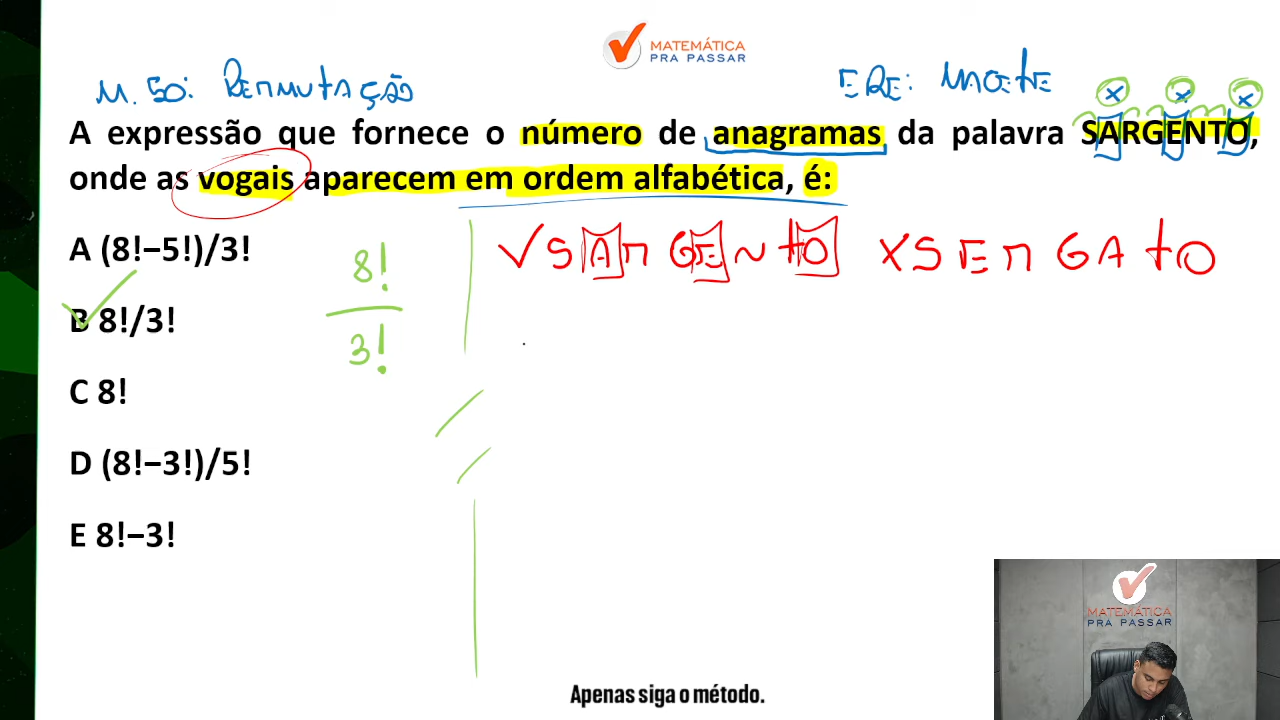 MATEMÁTICA
PRA PASSAR
M. 50: PERMUTAÇÃO
ERE: MACETE
A expressão que fornece o número de anagramas da palavra SARGENTO,
onde as vogais aparecem em ordem alfabética, é:
A (8!−5!)/3!
B 8!/3!
C 8!
D (8!−3!)/5!
E 8!−3!
8!
3!
SARGENTO
SERGATO
MATEMÁTICA
PRA PASSAR
Apenas siga o método.